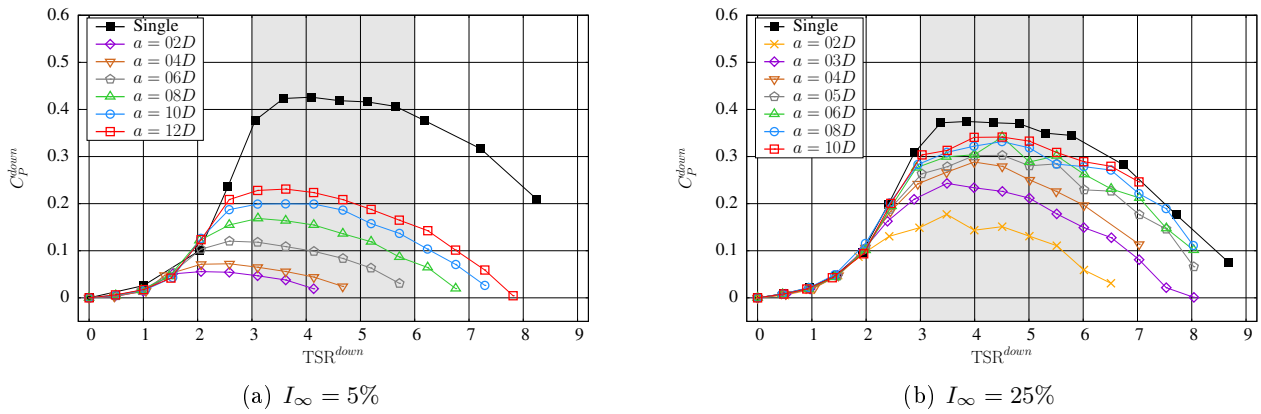 0.6
0.5
0.4
0.3
0.2
0.1
0
C_P^{down}
0 1 2 3 4 5 6 7 8 9
TSR^{down}
Single
a = 02D
a = 04D
a = 06D
a = 08D
a = 10D
a = 12D
(a) I_∞ = 5%
0.6
0.5
0.4
0.3
0.2
0.1
0
C_P^{down}
0 1 2 3 4 5 6 7 8 9
TSR^{down}
Single
a = 02D
a = 03D
a = 04D
a = 05D
a = 06D
a = 08D
a = 10D
(b) I_∞ = 25%